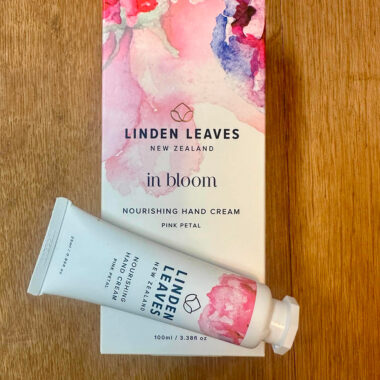 LINDEN LEAVES
NEW ZEALAND
in bloom
NOURISHING HAND CREAM
PINK PETAL
100ml / 3.38fl oz
LINDEN
LEAVES
NEW ZEALAND
NOURISHING
HAND CREAM
PINK PETAL